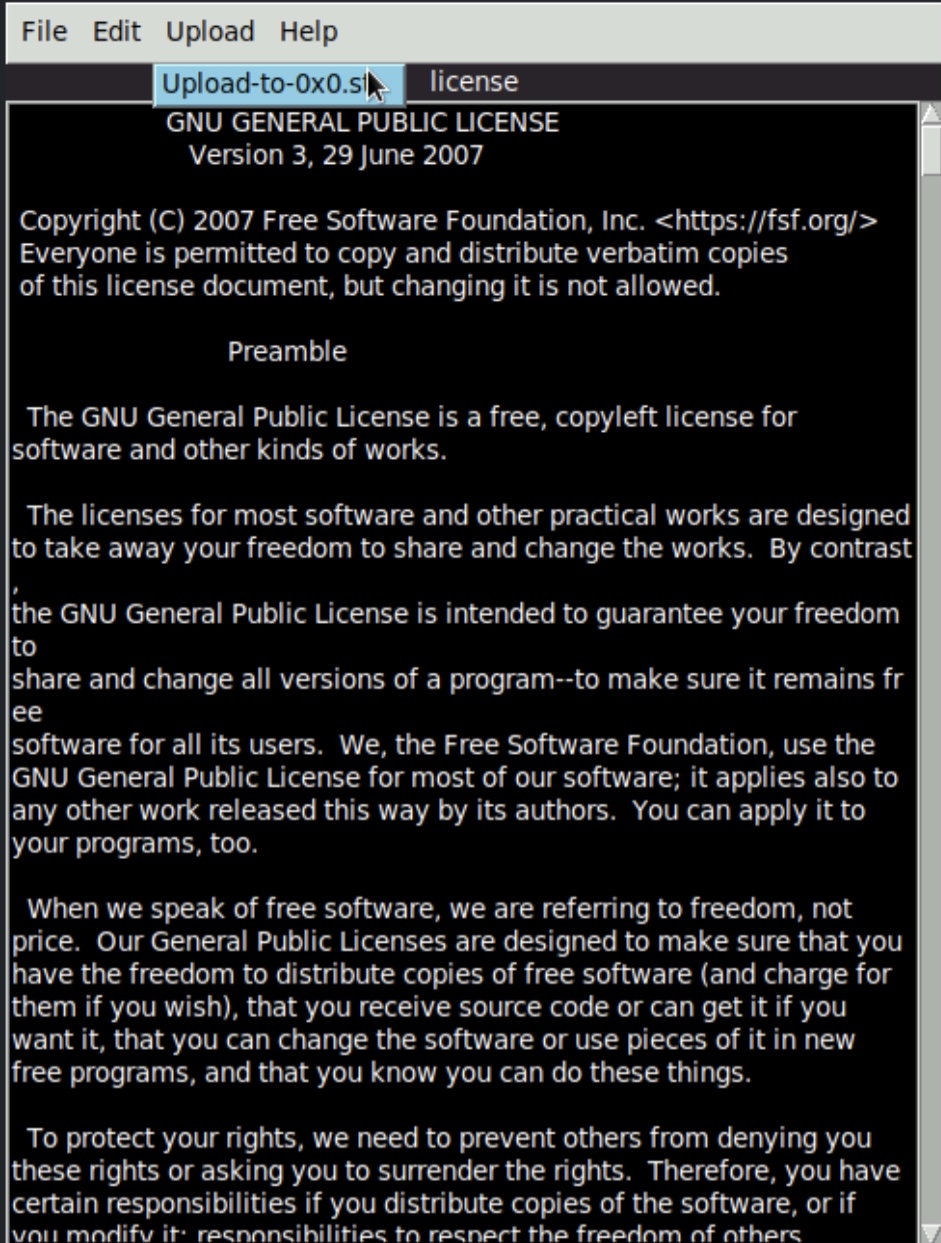 File Edit Upload Help
Upload-to-0x0.st license
GNU GENERAL PUBLIC LICENSE
Version 3, 29 June 2007
Copyright (C) 2007 Free Software Foundation, Inc. <https://fsf.org/>
Everyone is permitted to copy and distribute verbatim copies
of this license document, but changing it is not allowed.
Preamble
The GNU General Public License is a free, copyleft license for
software and other kinds of works.
The licenses for most software and other practical works are designed
to take away your freedom to share and change the works.  By contrast
,
the GNU General Public License is intended to guarantee your freedom
to
share and change all versions of a program--to make sure it remains fr
ee
software for all its users.  We, the Free Software Foundation, use the
GNU General Public License for most of our software; it applies also to
any other work released this way by its authors.  You can apply it to
your programs, too.
When we speak of free software, we are referring to freedom, not
price.  Our General Public Licenses are designed to make sure that you
have the freedom to distribute copies of free software (and charge for
them if you wish), that you receive source code or can get it if you
want it, that you can change the software or use pieces of it in new
free programs, and that you know you can do these things.
To protect your rights, we need to prevent others from denying you
these rights or asking you to surrender the rights.  Therefore, you have
certain responsibilities if you distribute copies of the software, or if
you modify it: responsibilities to respect the freedom of others.